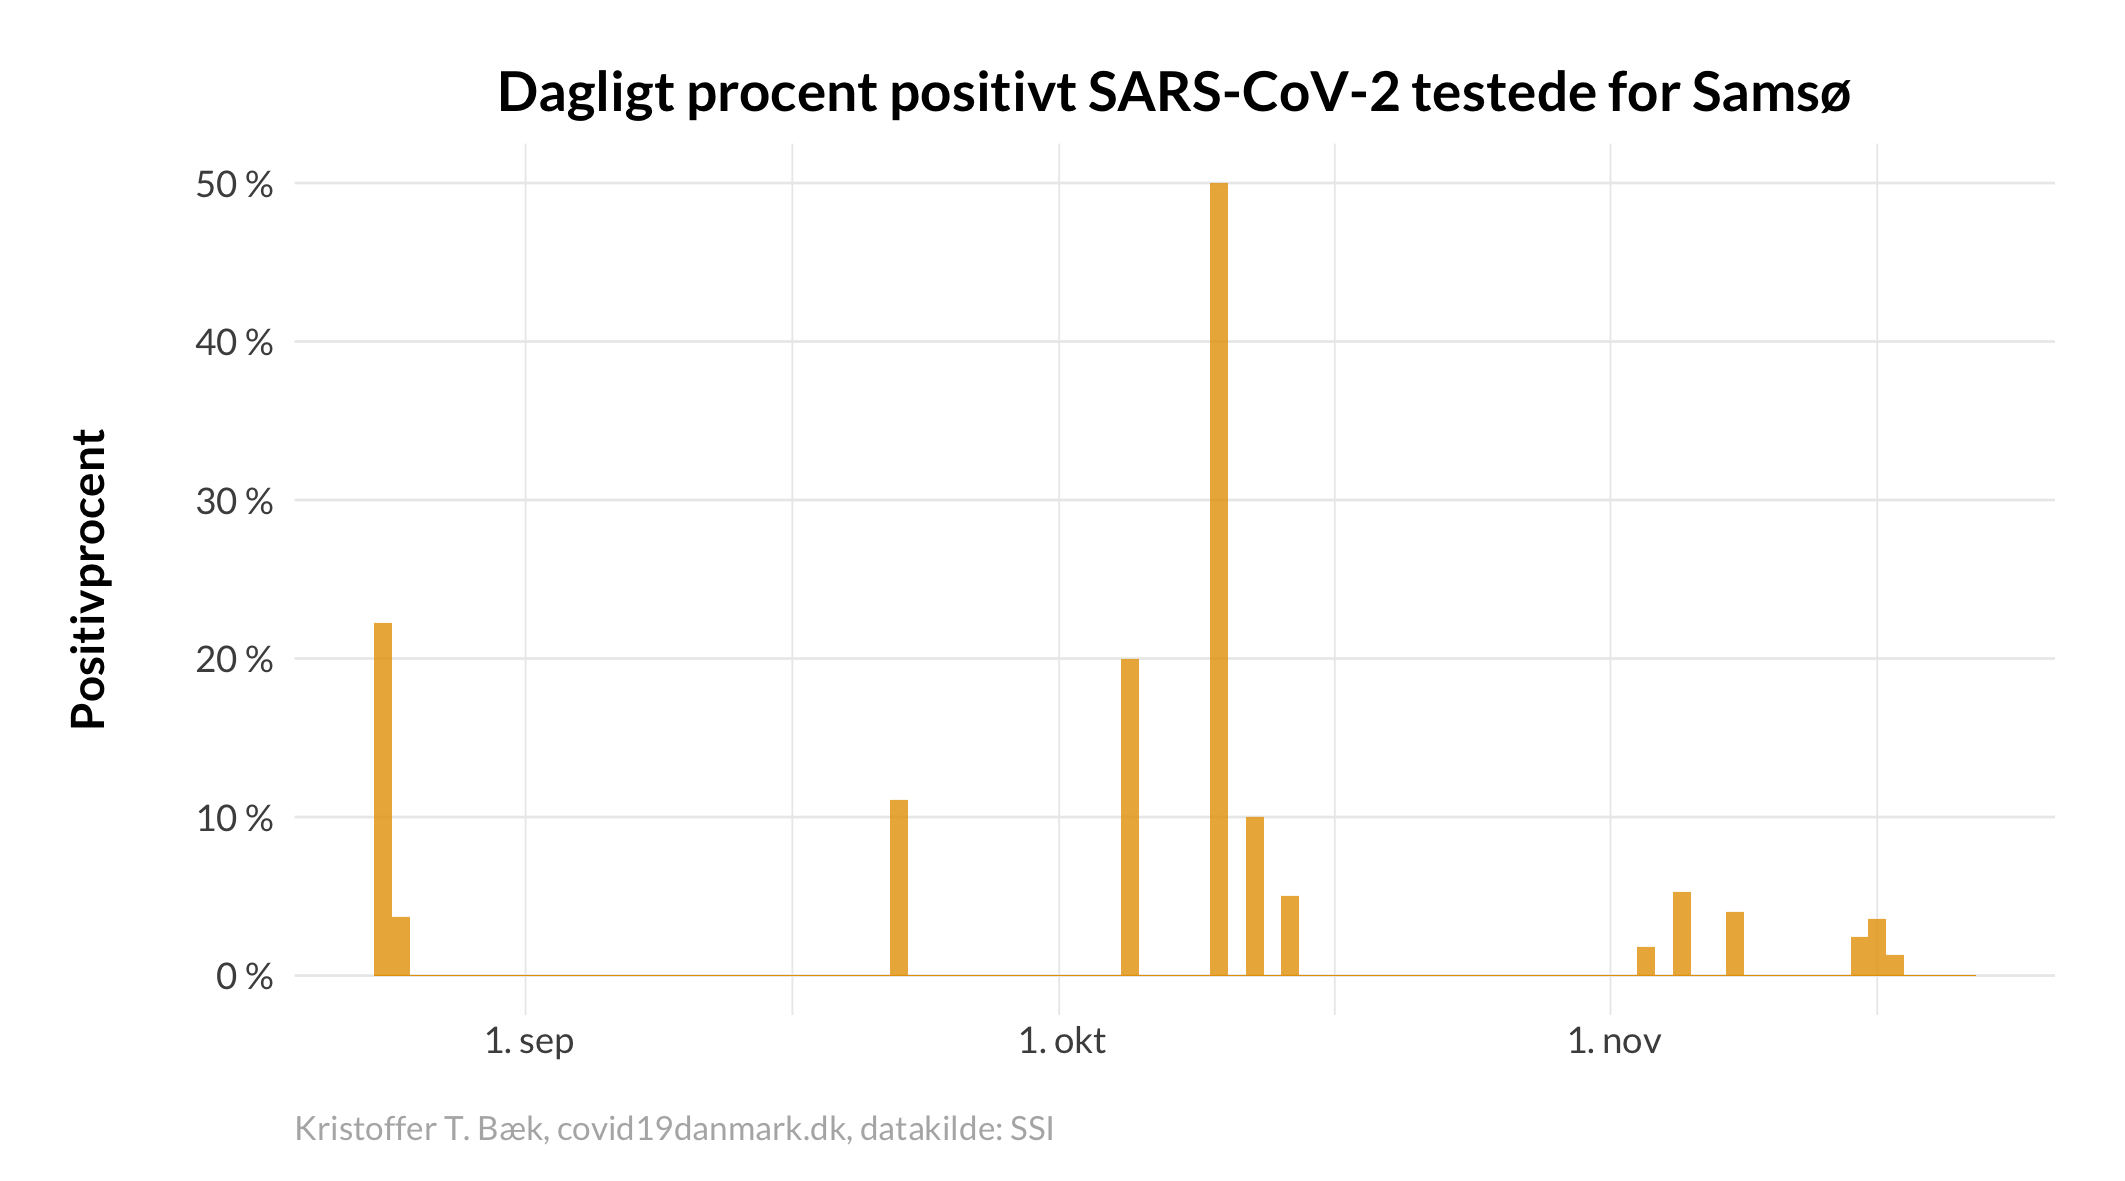 Dagligt procent positivt SARS-CoV-2 testede for Samsø
Positivprocent
50 %
40 %
30 %
20 %
10 %
0 %
1. sep
1. okt
1. nov
Kristoffer T. Bæk, covid19danmark.dk, datakilde: SSI